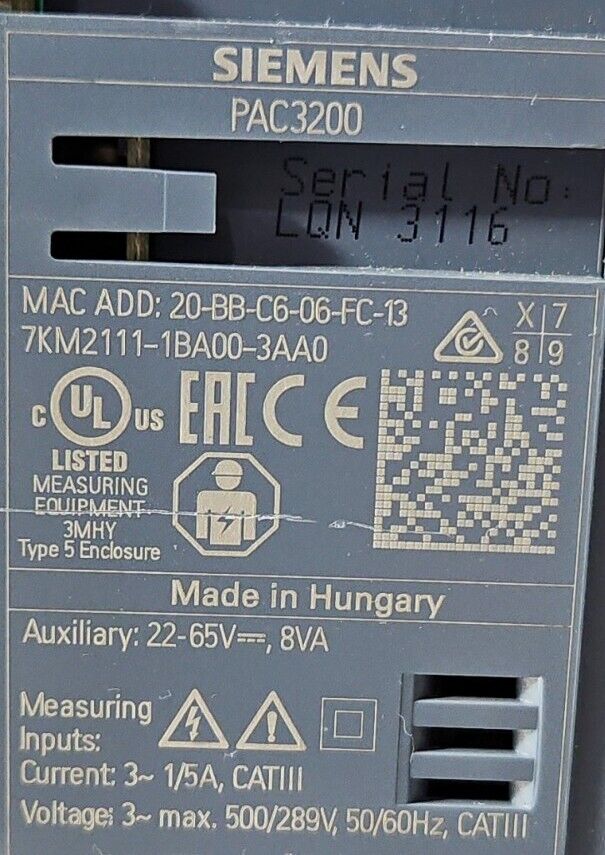 SIEMENS
PAC3200
Serial No:
LQN 3116
MAC ADD: 20-BB-C6-06-FC-13
7KM2111-1BA00-3AA0
X 7
8 9
C UL US
LISTED
MEASURING
EQUIPMENT
3MHY
Type 5 Enclosure
EAC CE
Made in Hungary
Auxiliary: 22-65V⎓, 8VA
Measuring
Inputs:
Current: 3~ 1/5A, CATIII
Voltage: 3~ max. 500/289V, 50/60Hz, CATIII